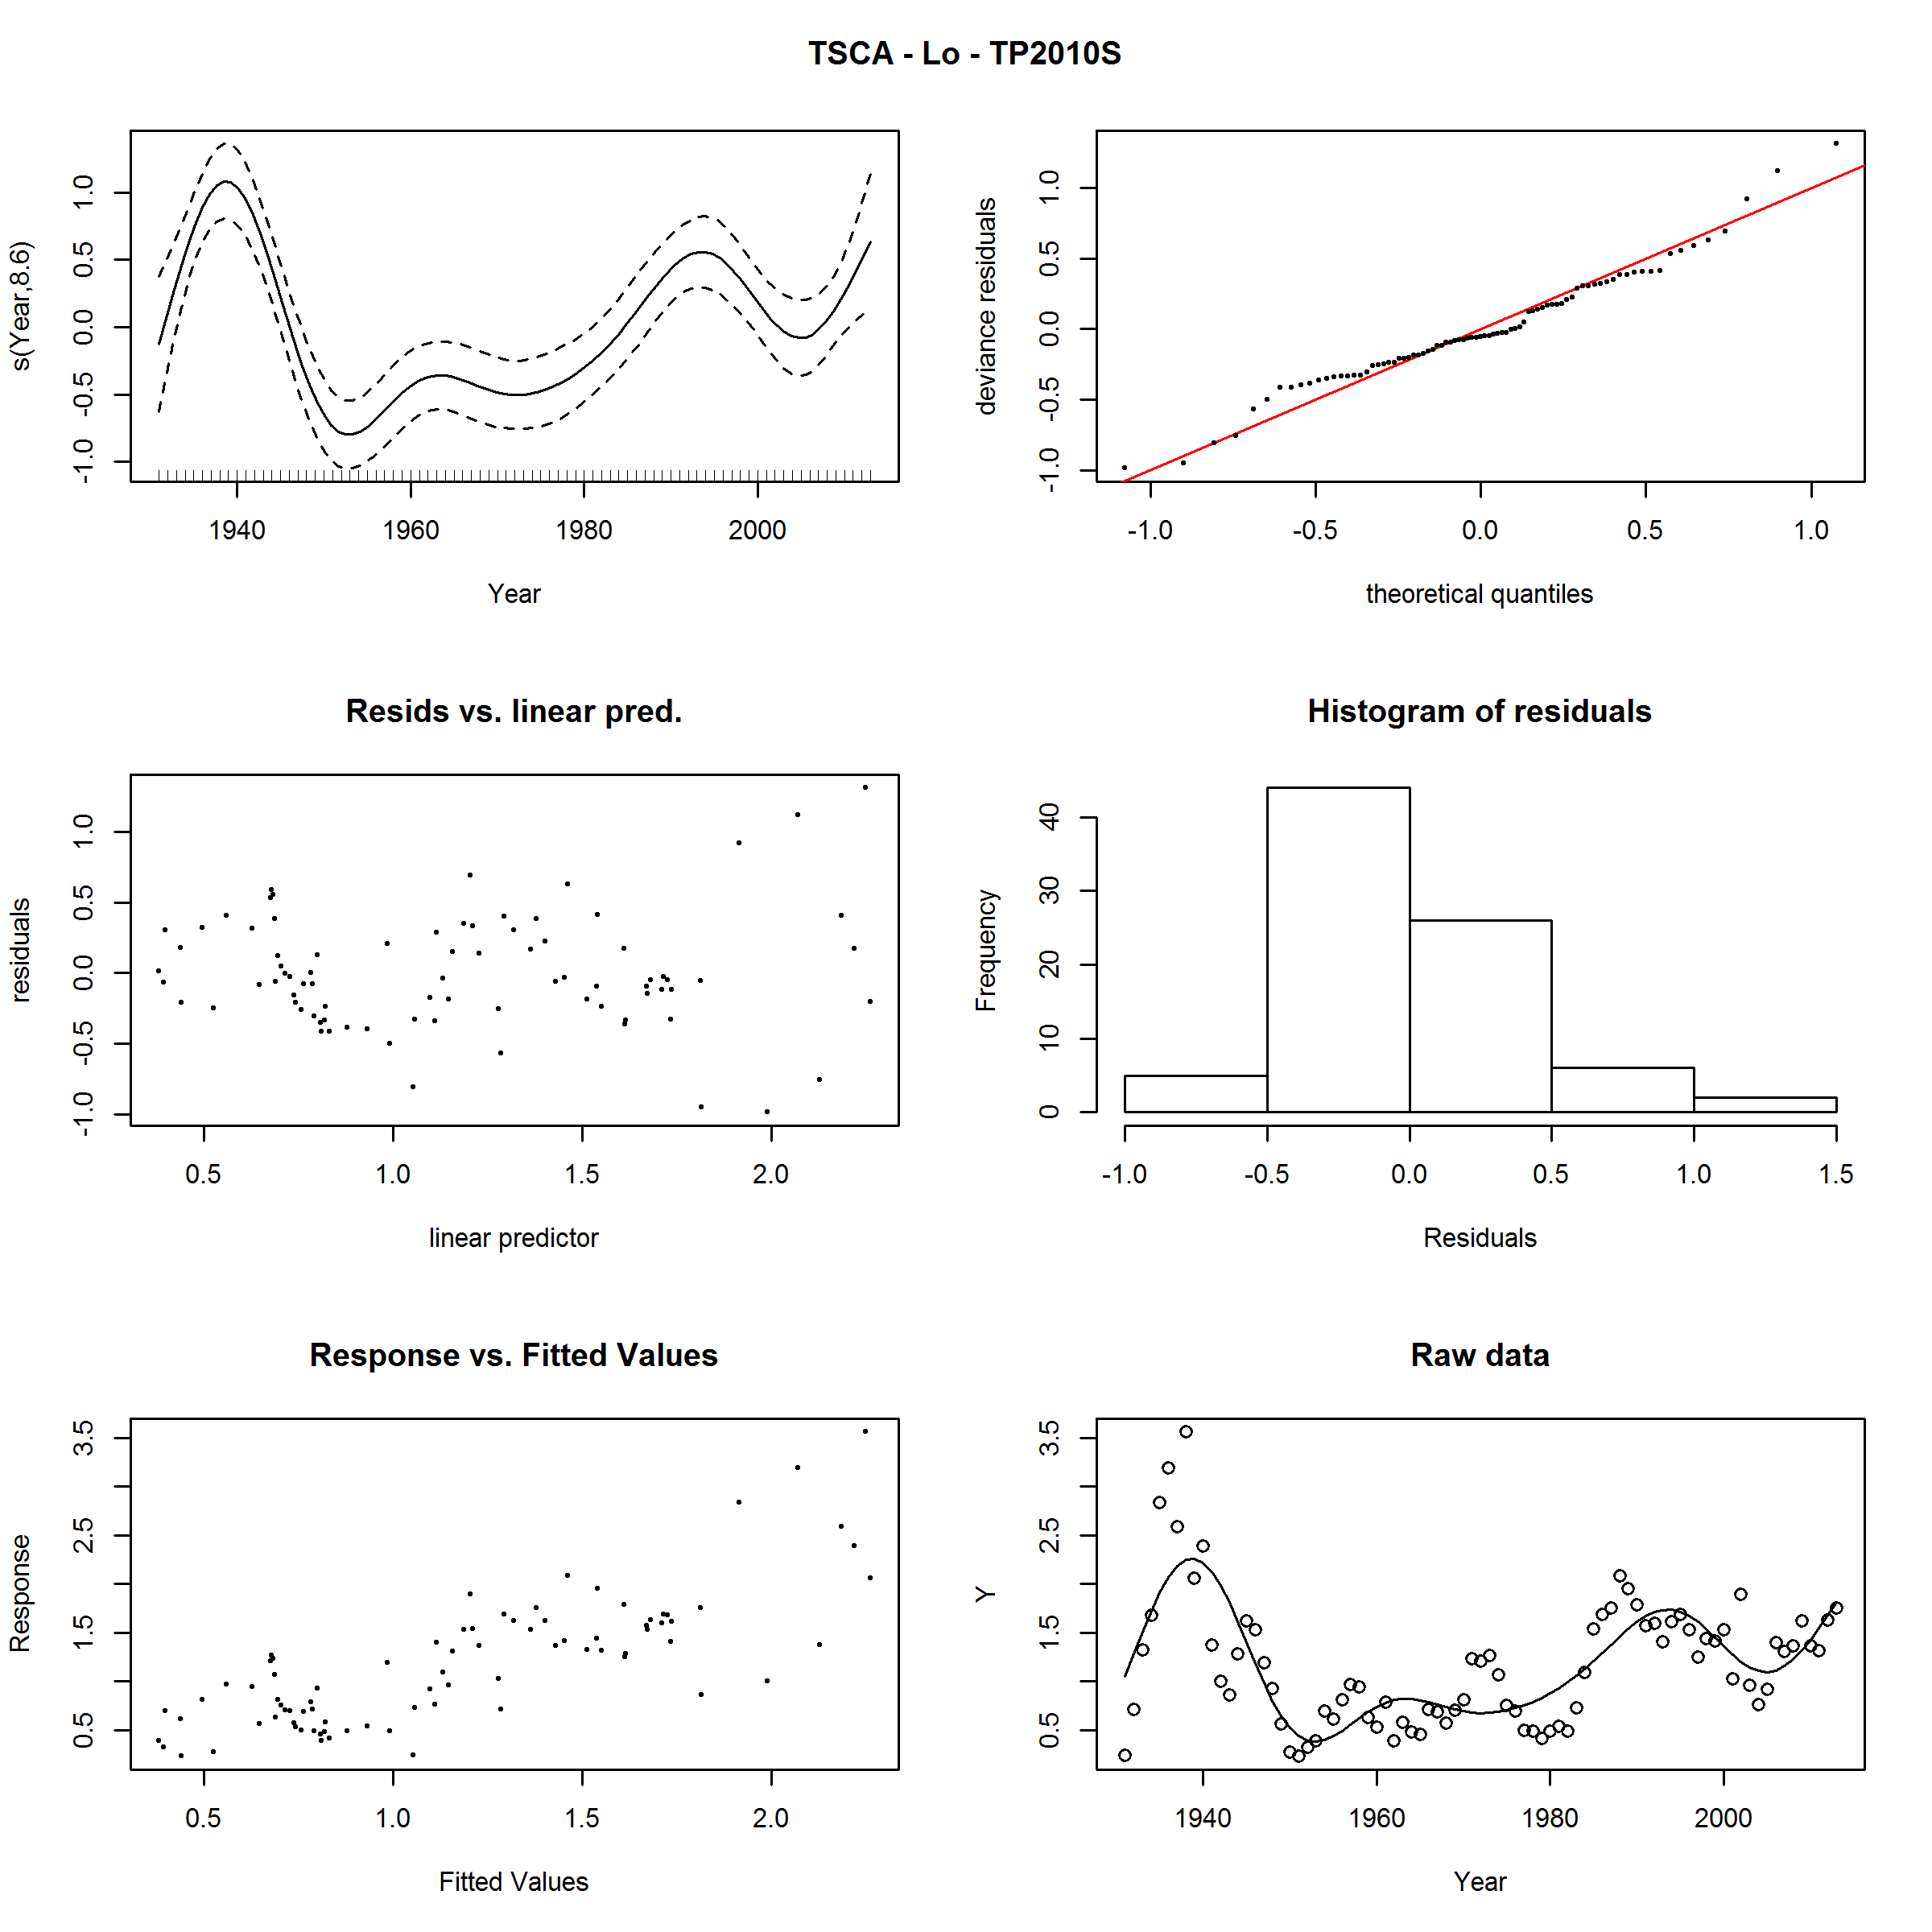 TSCA - Lo - TP2010S
s(Year,8.6)
-1.0 -0.5 0.0 0.5 1.0
1940 1960 1980 2000
Year
deviance residuals
-1.0 -0.5 0.0 0.5 1.0
-1.0 -0.5 0.0 0.5 1.0
theoretical quantiles
Resids vs. linear pred.
residuals
-1.0 -0.5 0.0 0.5 1.0
0.5 1.0 1.5 2.0
linear predictor
Histogram of residuals
Frequency
0 10 20 30 40
-1.0 -0.5 0.0 0.5 1.0 1.5
Residuals
Response vs. Fitted Values
Response
0.5 1.5 2.5 3.5
0.5 1.0 1.5 2.0
Fitted Values
Raw data
Y
0.5 1.5 2.5 3.5
1940 1960 1980 2000
Year